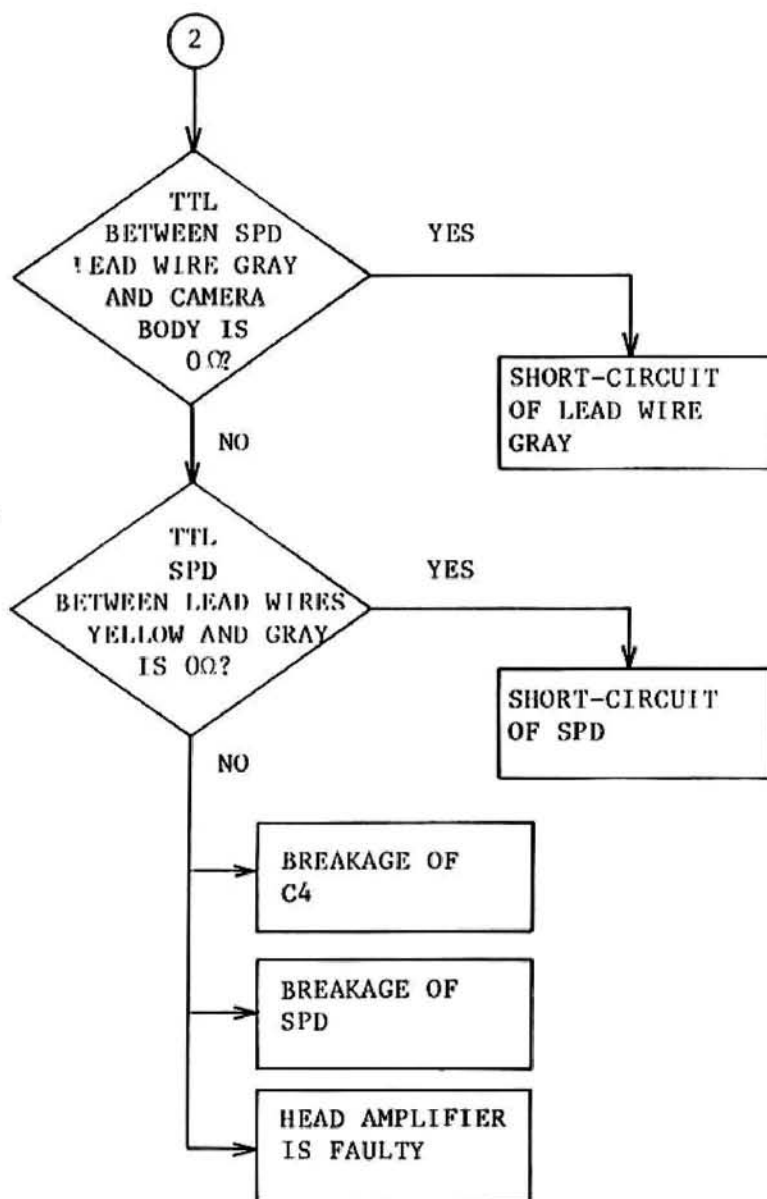 2
TTL
BETWEEN SPD
LEAD WIRE GRAY
AND CAMERA
BODY IS
0Ω?
YES
SHORT-CIRCUIT
OF LEAD WIRE
GRAY
NO
TTL
SPD
BETWEEN LEAD WIRES
YELLOW AND GRAY
IS 0Ω?
YES
SHORT-CIRCUIT
OF SPD
NO
BREAKAGE OF
C4
BREAKAGE OF
SPD
HEAD AMPLIFIER
IS FAULTY